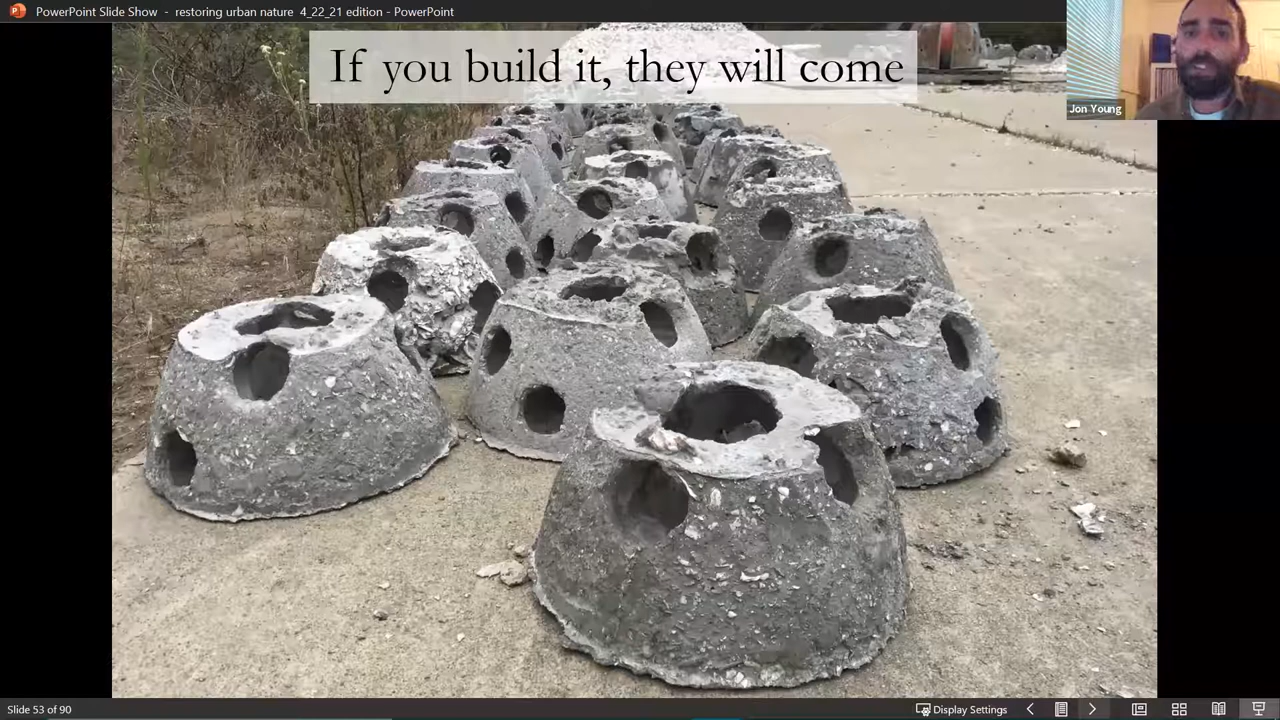 PowerPoint Slide Show - restoring urban nature 4_22_21 edition - PowerPoint
If you build it, they will come
Jon Young
Slide 53 of 90
Display Settings